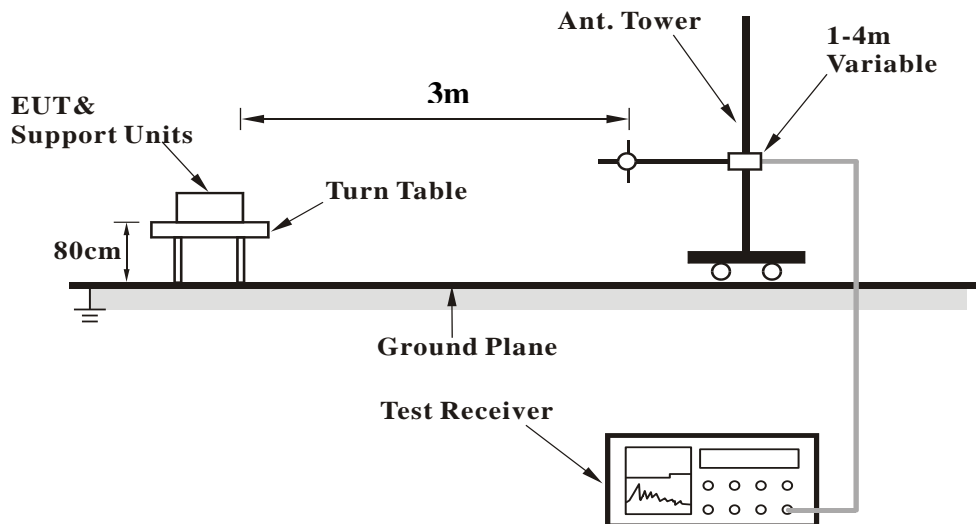 Ant. Tower
1-4m
Variable
3m
EUT&
Support Units
Turn Table
80cm
Ground Plane
Test Receiver